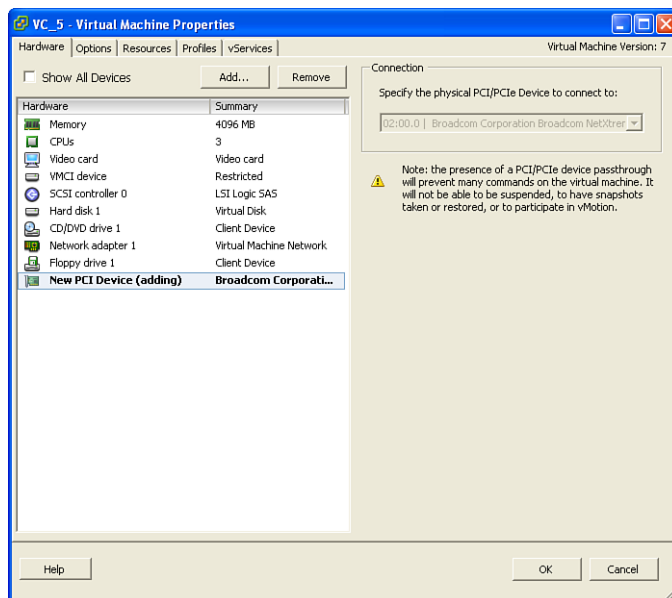 VC_5 - Virtual Machine Properties
Hardware Options Resources Profiles vServices Virtual Machine Version: 7
Show All Devices Add... Remove
Hardware Summary
Memory 4096 MB
CPUs 3
Video card Video card
VMCI device Restricted
SCSI controller 0 LSI Logic SAS
Hard disk 1 Virtual Disk
CD/DVD drive 1 Client Device
Network adapter 1 Virtual Machine Network
Floppy drive 1 Client Device
New PCI Device (adding) Broadcom Corporati...
Connection
Specify the physical PCI/PCIe Device to connect to:
02:00.0 | Broadcom Corporation Broadcom NetXtrer
Note: the presence of a PCI/PCIe device passthrough
will prevent many commands on the virtual machine. It
will not be able to be suspended, to have snapshots
taken or restored, or to participate in vMotion.
Help OK Cancel